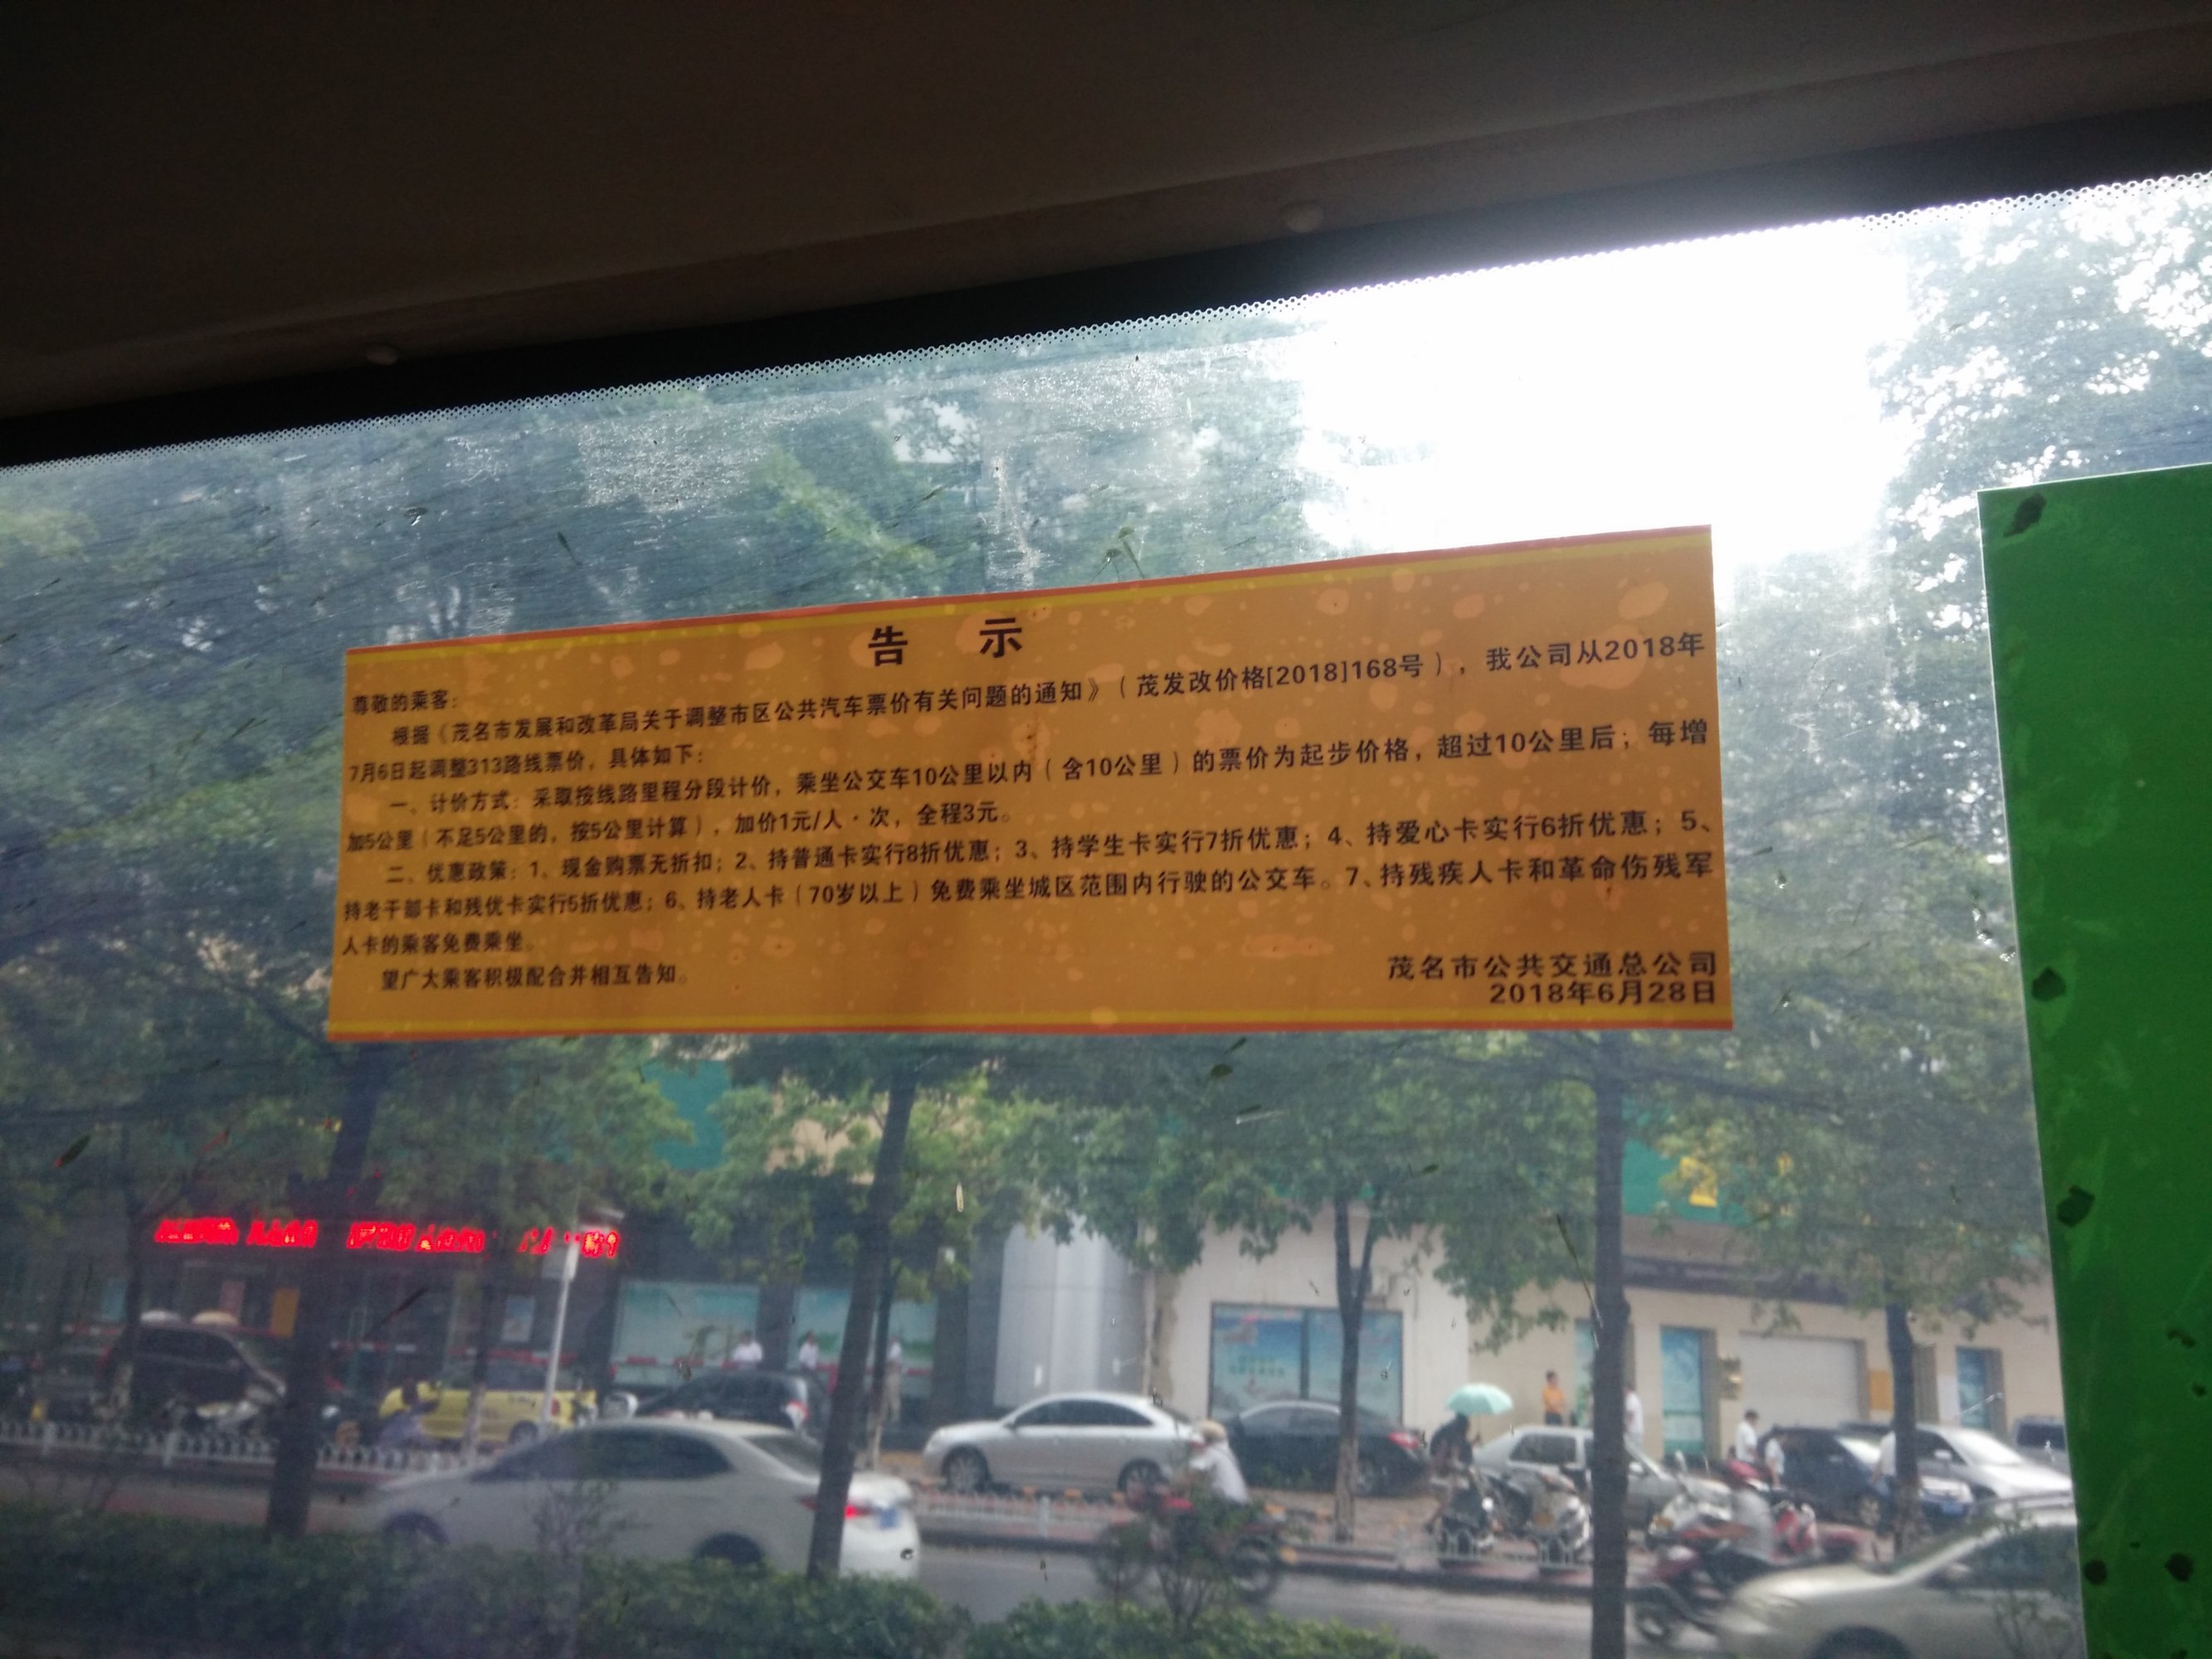 告 示
尊敬的乘客：
根据《茂名市发展和改革局关于调整市区公共汽车票价有关问题的通知》（茂发改价格[2018]168号），我公司从2018年
7月6日起调整313路线票价，具体如下：
一、计价方式：采取按线路里程分段计价，乘坐公交车10公里以内（含10公里）的票价为起步价格，超过10公里后；每增
加5公里（不足5公里的，按5公里计算），加价1元/人·次，全程3元。
二、优惠政策：1、现金购票无折扣；2、持普通卡实行8折优惠；3、持学生卡实行7折优惠；4、持爱心卡实行6折优惠；5、
持老干部卡和残优卡实行5折优惠；6、持老人卡（70岁以上）免费乘坐城区范围内行驶的公交车。7、持残疾人卡和革命伤残军
人卡的乘客免费乘坐。
望广大乘客积极配合并相互告知。
茂名市公共交通总公司
2018年6月28日